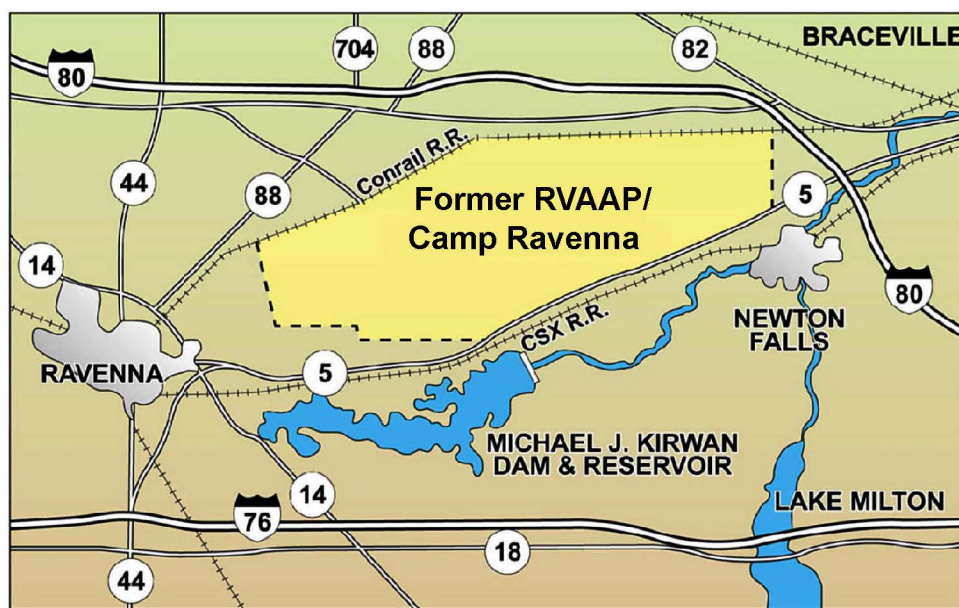 704
88
82
BRACEVILLE
80
Conrail R.R.
44
88
Former RVAAP/
Camp Ravenna
5
14
80
NEWTON
FALLS
CSX R.R.
RAVENNA
5
MICHAEL J. KIRWAN
DAM & RESERVOIR
14
LAKE MILTON
76
18
44